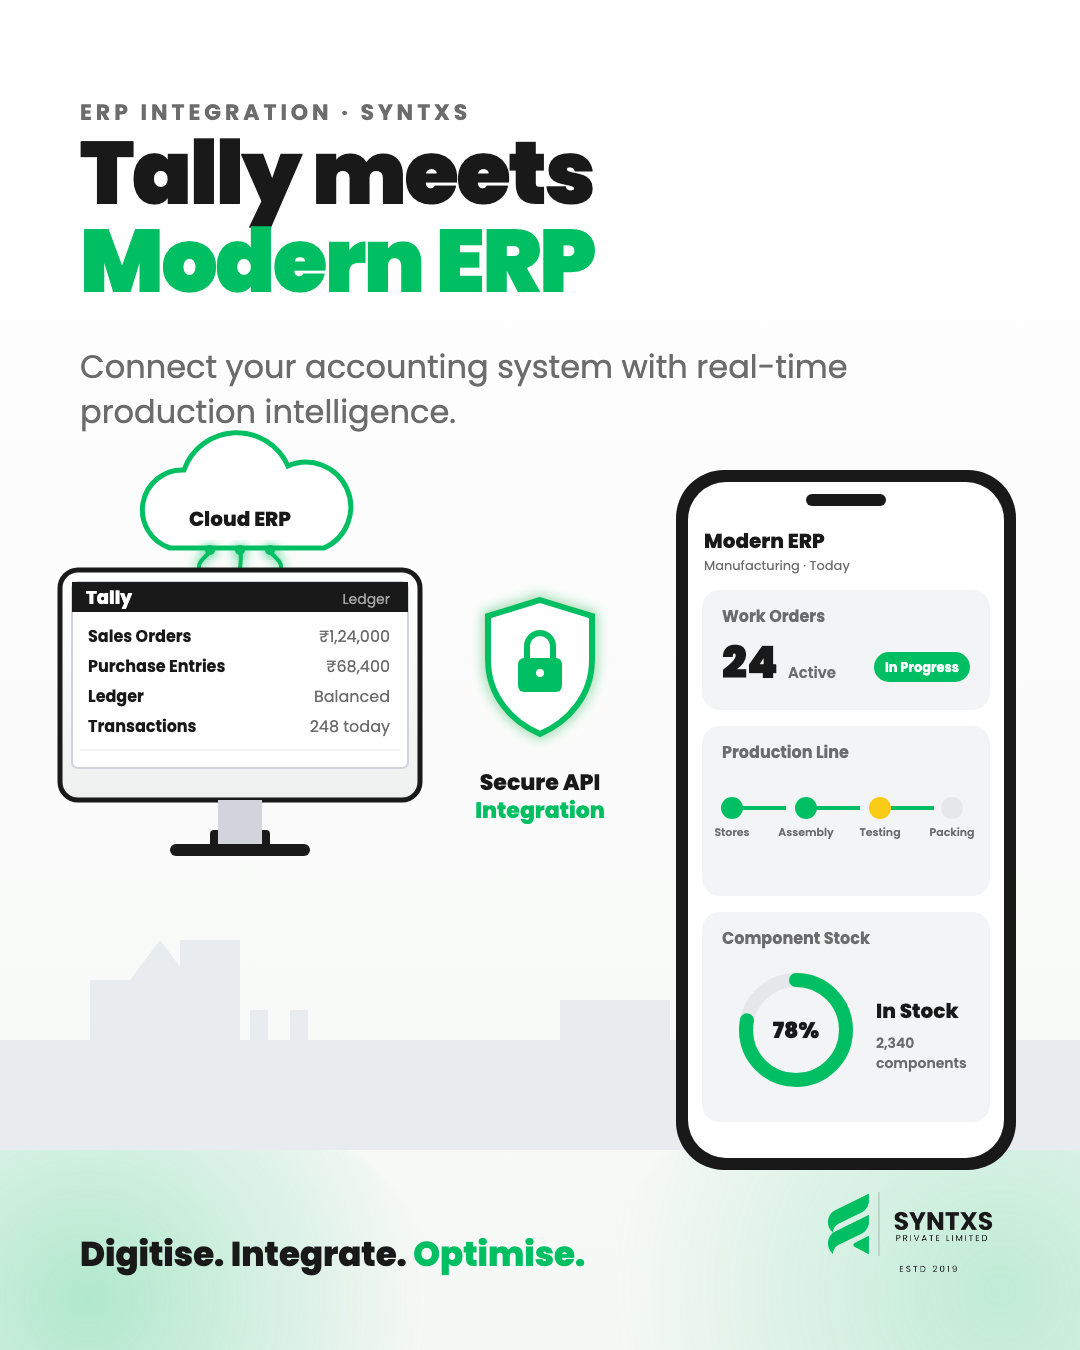 ERP INTEGRATION · SYNTXS
Tally meets
Modern ERP
Connect your accounting system with real-time
production intelligence.
Cloud ERP
Tally Ledger
Sales Orders ₹1,24,000
Purchase Entries ₹68,400
Ledger Balanced
Transactions 248 today
Secure API
Integration
Modern ERP
Manufacturing · Today
Work Orders
24 Active In Progress
Production Line
Stores Assembly Testing Packing
Component Stock
78%
In Stock
2,340
components
Digitise. Integrate. Optimise.
SYNTXS
PRIVATE LIMITED
ESTD 2019